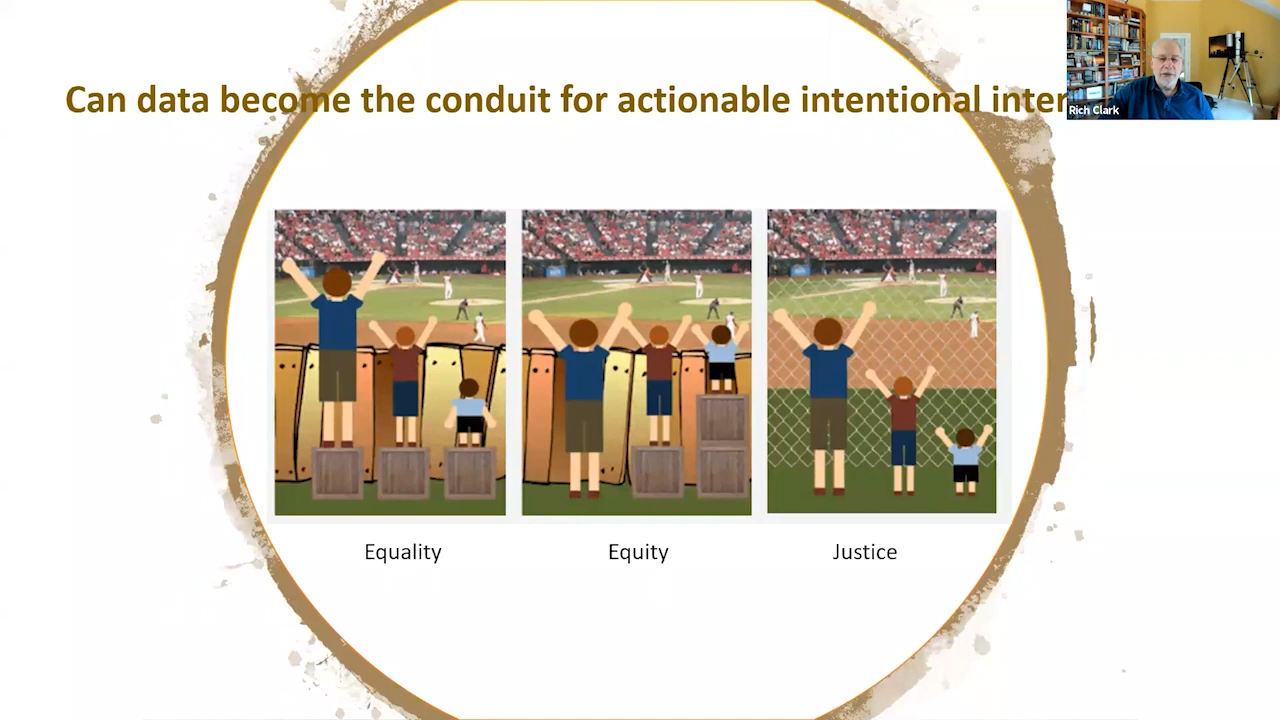 Can data become the conduit for actionable intentional inter
Rich Clark
Equality
Equity
Justice